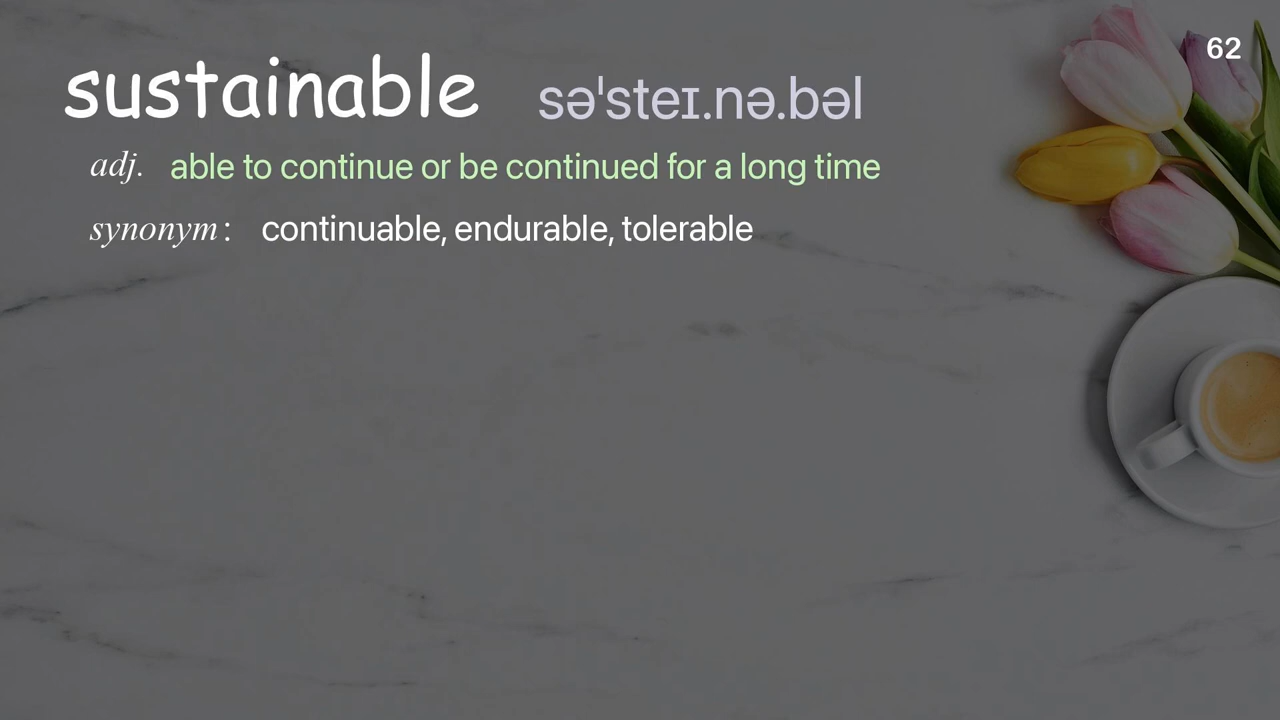 62
sustainable səˈsteɪ.nə.bəl
adj. able to continue or be continued for a long time
synonym : continuable, endurable, tolerable